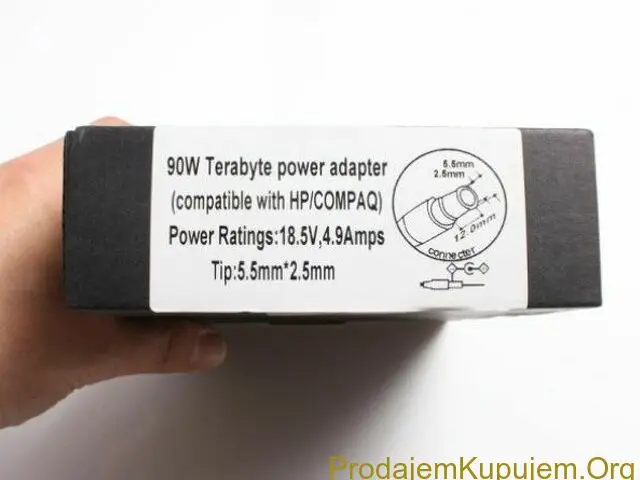 90W Terabyte power adapter
(compatible with HP/COMPAQ)
Power Ratings:18.5V,4.9Amps
Tip:5.5mm*2.5mm
5.5mm
2.5mm
12.0mm
connecter
ProdajemKupujem.Org